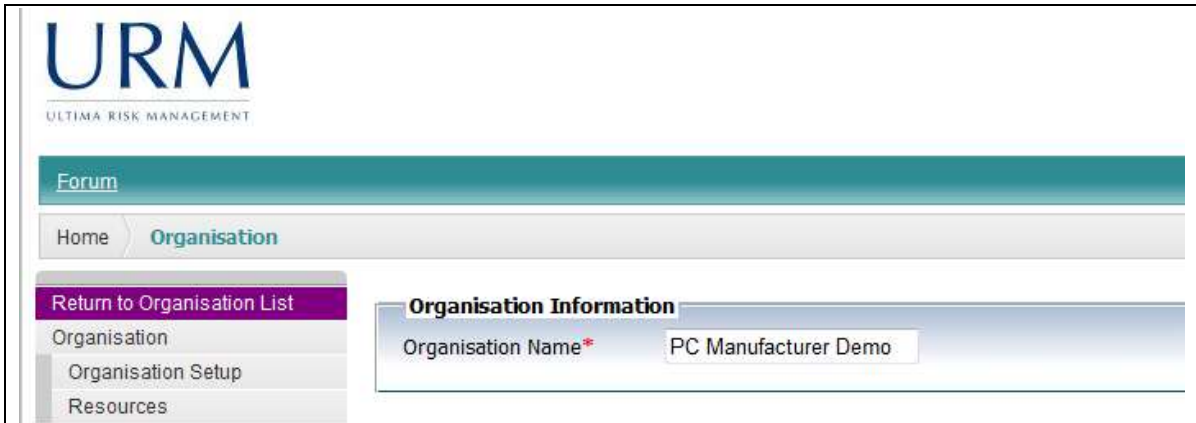 URM
ULTIMA RISK MANAGEMENT
Forum
Home Organisation
Return to Organisation List
Organisation
Organisation Setup
Resources
Organisation Information
Organisation Name* PC Manufacturer Demo